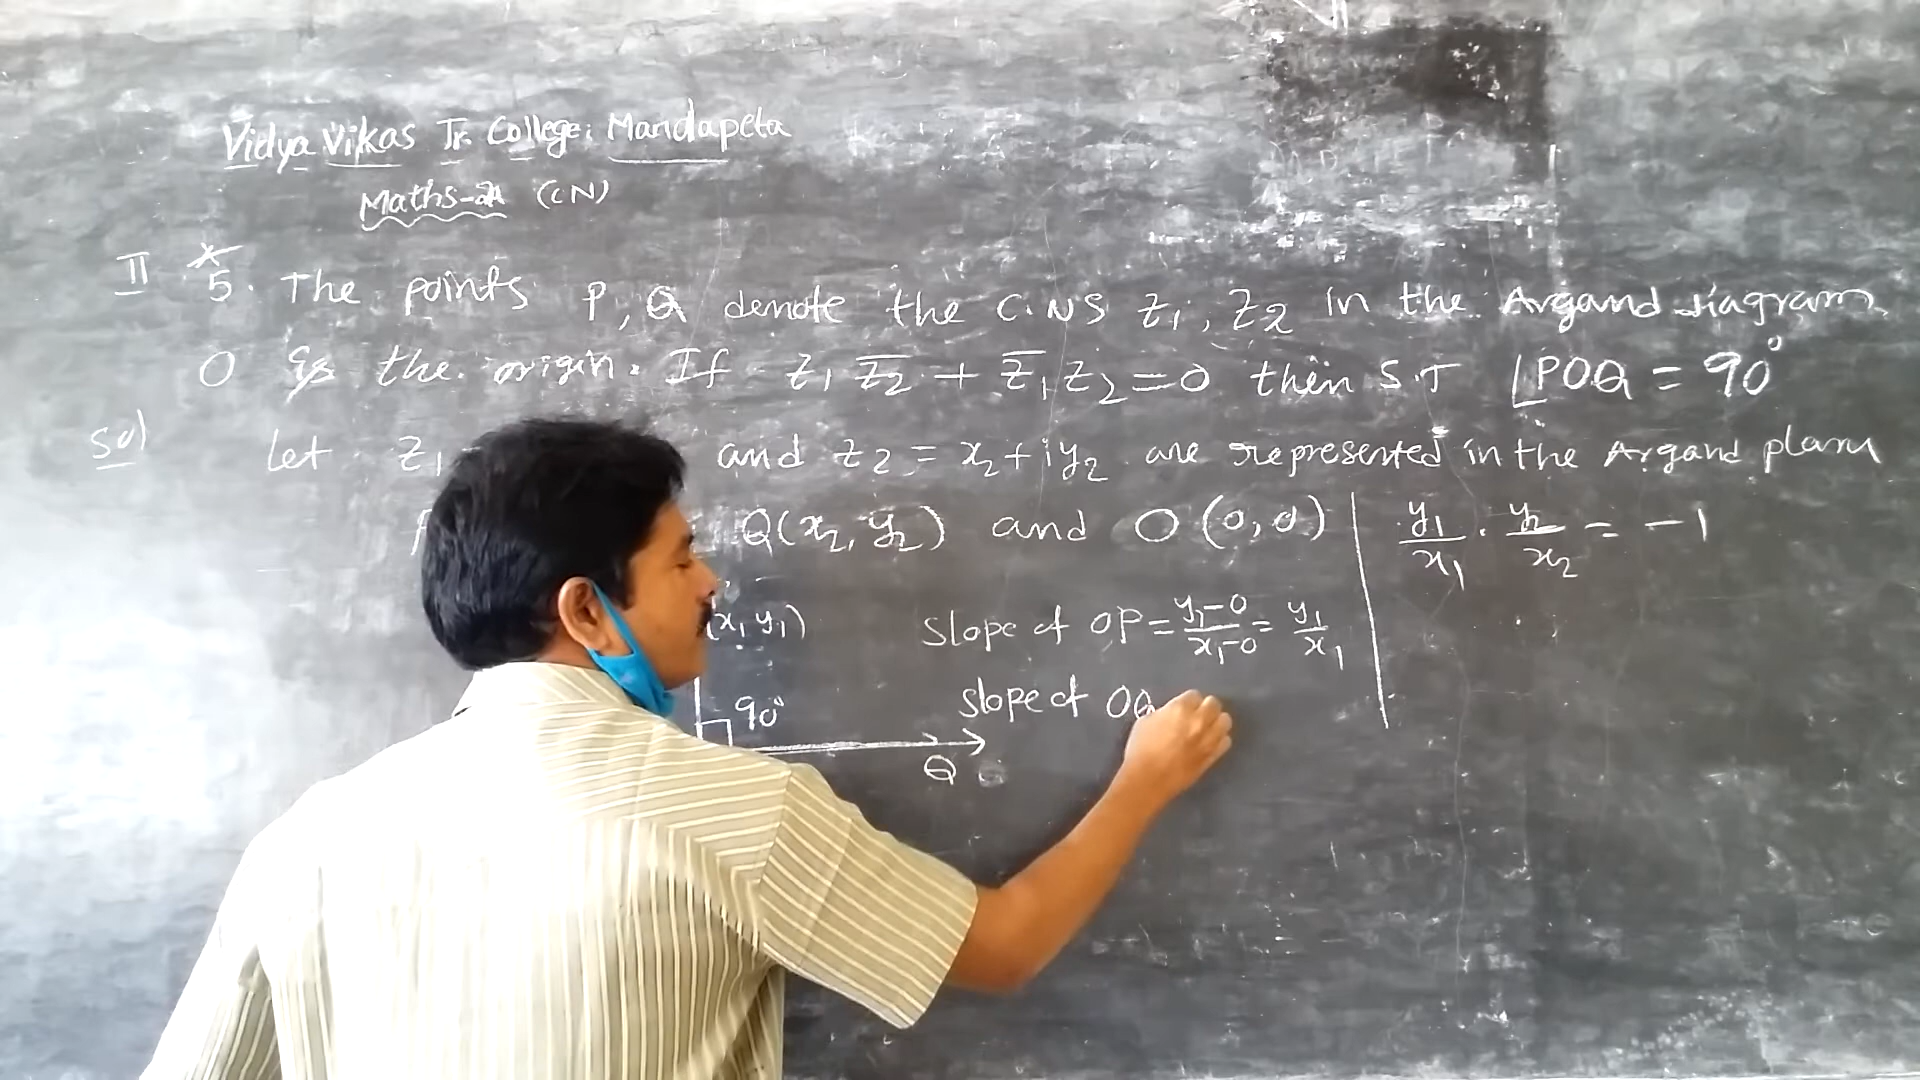 Vidya Vikas Jr. College: Mandapeta
Maths-2A (CN)
II *5. The points P, Q denote the C.NS z₁, z₂ in the Argand diagram
O is the origin. If z₁ z̅₂ + z̅₁ z₂ = 0 then S.T ∠POQ = 90°
Sol Let z₁ and z₂ = x₂ + iy₂ are represented in the Argand plane
Q(x₂, y₂) and O (0, 0)
(x₁ y₁)
90°
Q
Slope of OP = y₁-0/x₁-0 = y₁/x₁
Slope of OQ
y₁/x₁ . y₂/x₂ = -1